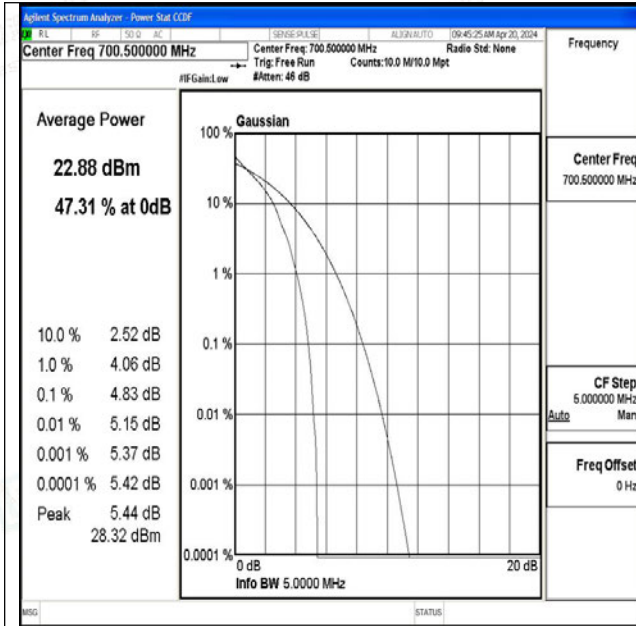 Agilent Spectrum Analyzer - Power Stat CCDF
RL RF 50 Ω AC SENSE:PULSE ALIGNAUTO 09:45:25 AM Apr 20, 2024
Center Freq 700.500000 MHz
Center Freq: 700.500000 MHz Radio Std: None
Trig: Free Run Counts:10.0 M/10.0 Mpt
#IFGain:Low #Atten: 46 dB
Frequency
Average Power
22.88 dBm
47.31 % at 0dB
10.0 % 2.52 dB
1.0 % 4.06 dB
0.1 % 4.83 dB
0.01 % 5.15 dB
0.001 % 5.37 dB
0.0001 % 5.42 dB
Peak 5.44 dB
28.32 dBm
Gaussian
100 %
10 %
1 %
0.1 %
0.01 %
0.001 %
0.0001 %
0 dB 20 dB
Info BW 5.0000 MHz
Center Freq
700.500000 MHz
CF Step
5.000000 MHz
Auto Man
Freq Offset
0 Hz
MSG STATUS